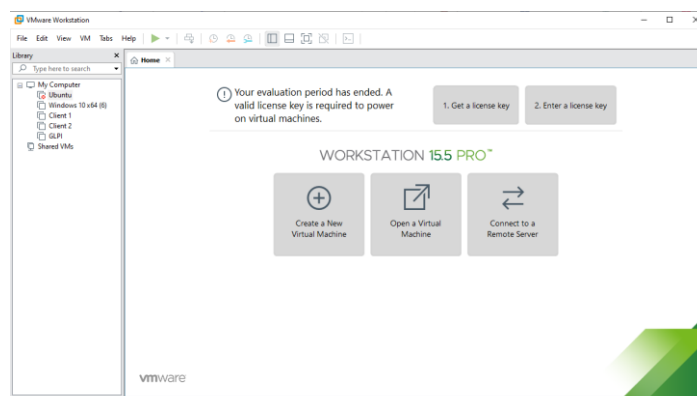 VMware Workstation
File Edit View VM Tabs Help
Library
Type here to search
My Computer
Ubuntu
Windows 10 x64 (6)
Client 1
Client 2
GLPI
Shared VMs
Home
Your evaluation period has ended. A
valid license key is required to power
on virtual machines.
1. Get a license key
2. Enter a license key
WORKSTATION 15.5 PRO™
Create a New
Virtual Machine
Open a Virtual
Machine
Connect to a
Remote Server
vmware